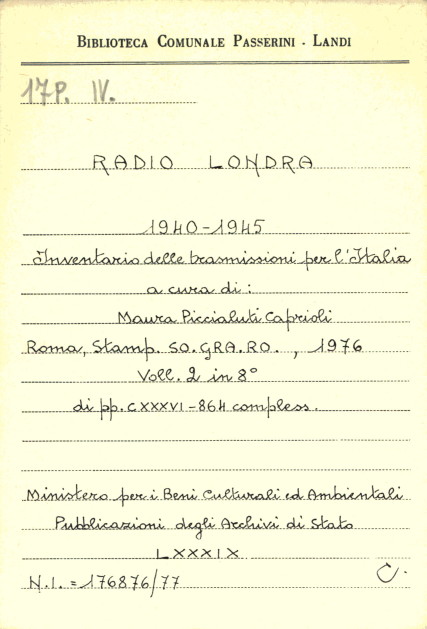 BIBLIOTECA COMUNALE PASSERINI - LANDI
17P. IV.
RADIO LONDRA
1940-1945
Inventario delle trasmissioni per l'Italia
a cura di:
Maura Piccialuti Caprioli
Roma, Stamp. SO.GRA.RO., 1976
Voll. 2 in 8°
di pp. CXXXVI-864 compless.
Ministero per i Beni Culturali ed Ambientali
Pubblicazioni degli Archivi di Stato
LXXXIX
N.I. = 176876/77
C.